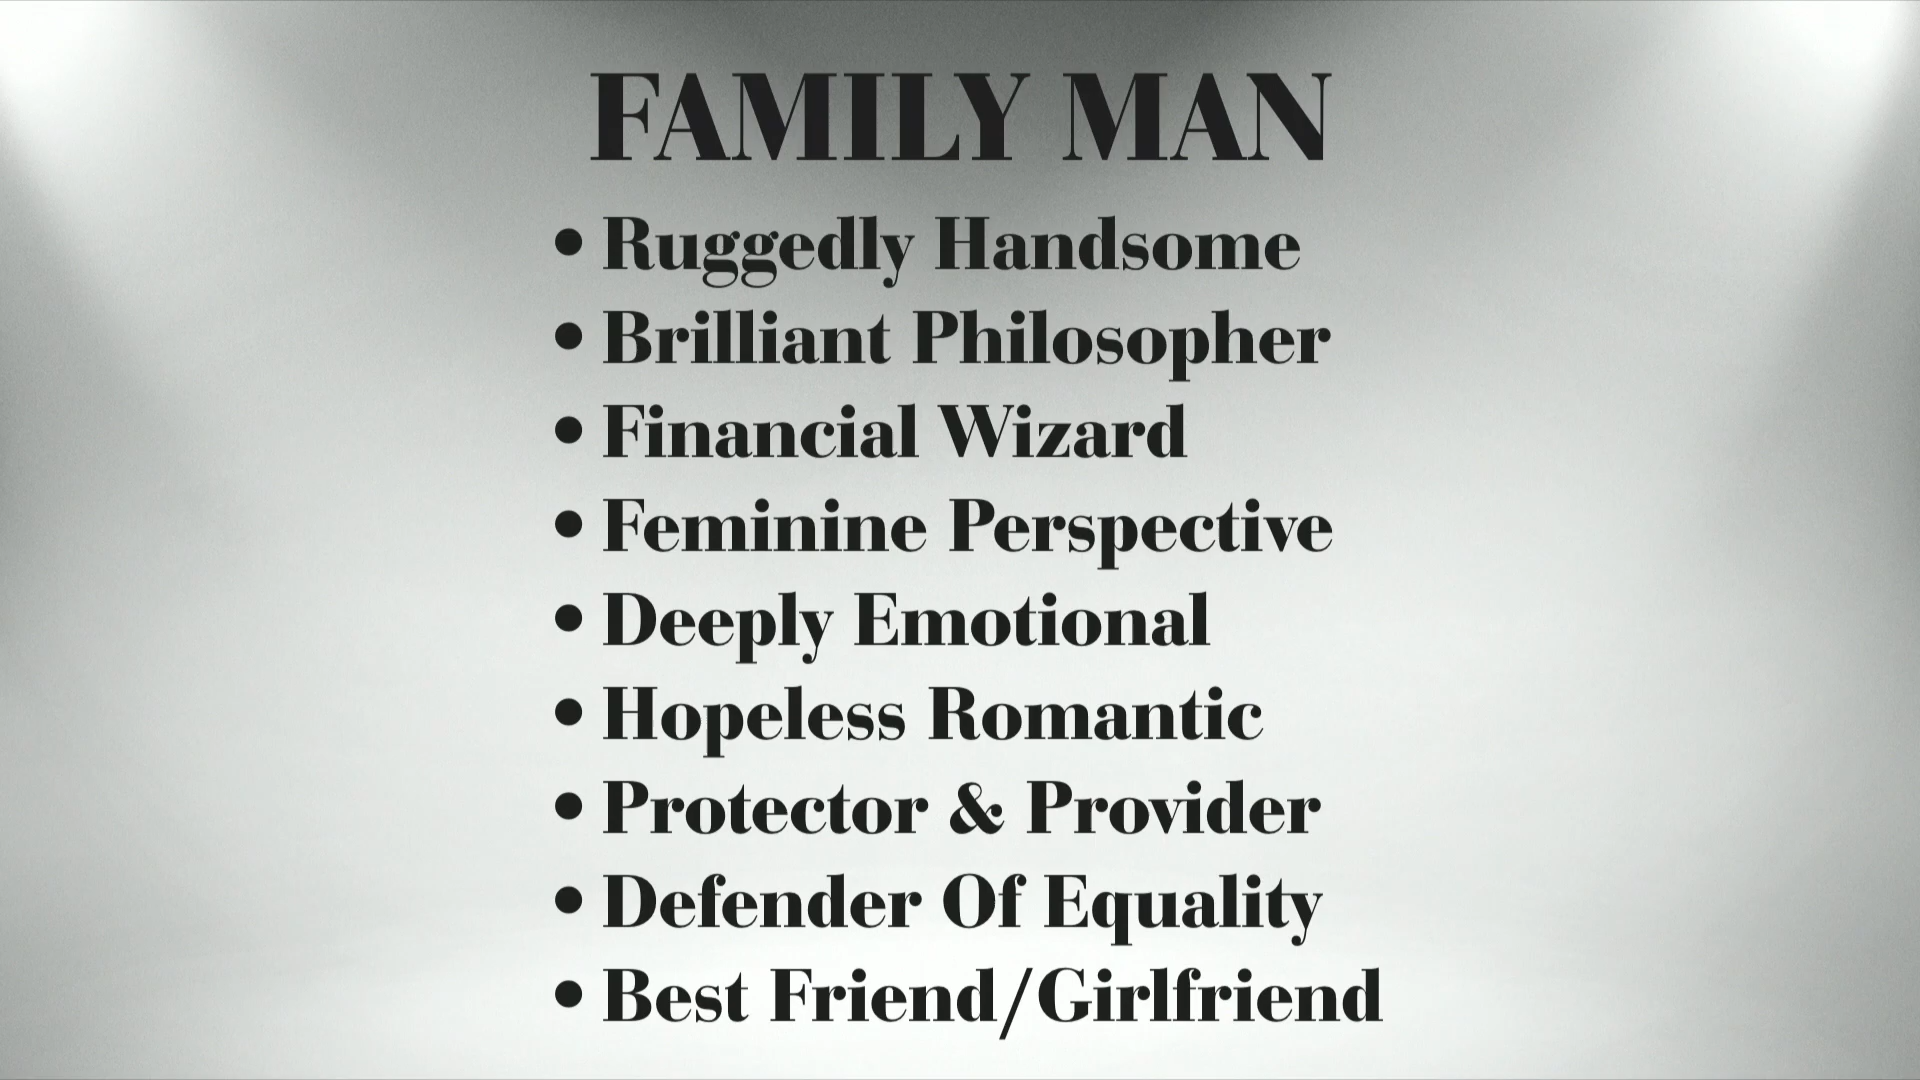 FAMILY MAN
• Ruggedly Handsome
• Brilliant Philosopher
• Financial Wizard
• Feminine Perspective
• Deeply Emotional
• Hopeless Romantic
• Protector & Provider
• Defender Of Equality
• Best Friend/Girlfriend